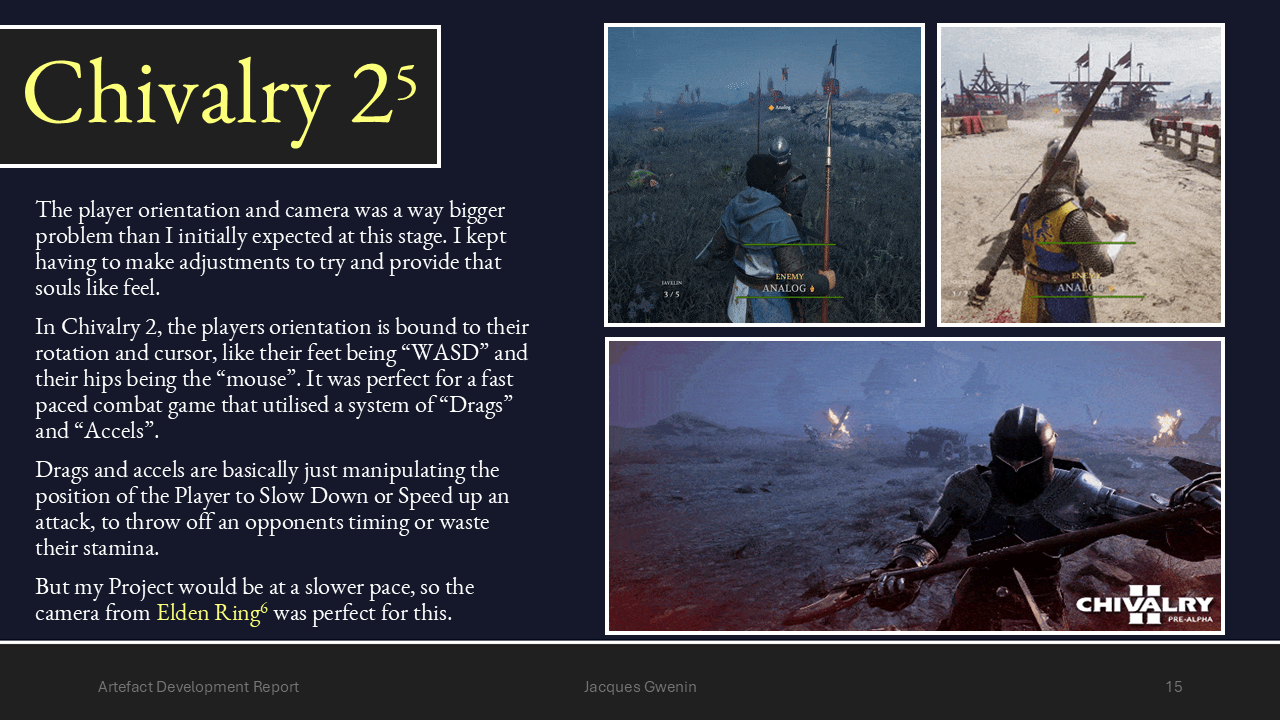 Chivalry 2⁵
The player orientation and camera was a way bigger
problem than I initially expected at this stage. I kept
having to make adjustments to try and provide that
souls like feel.
In Chivalry 2, the players orientation is bound to their
rotation and cursor, like their feet being “WASD” and
their hips being the “mouse”. It was perfect for a fast
paced combat game that utilised a system of “Drags”
and “Accels”.
Drags and accels are basically just manipulating the
position of the Player to Slow Down or Speed up an
attack, to throw off an opponents timing or waste
their stamina.
But my Project would be at a slower pace, so the
camera from Elden Ring⁶ was perfect for this.
Analog
JAVELIN
3 / 5
ENEMY
ANALOG
ENEMY
ANALOG
CHIVALRY II
PRE-ALPHA
Artefact Development Report
Jacques Gwenin
15